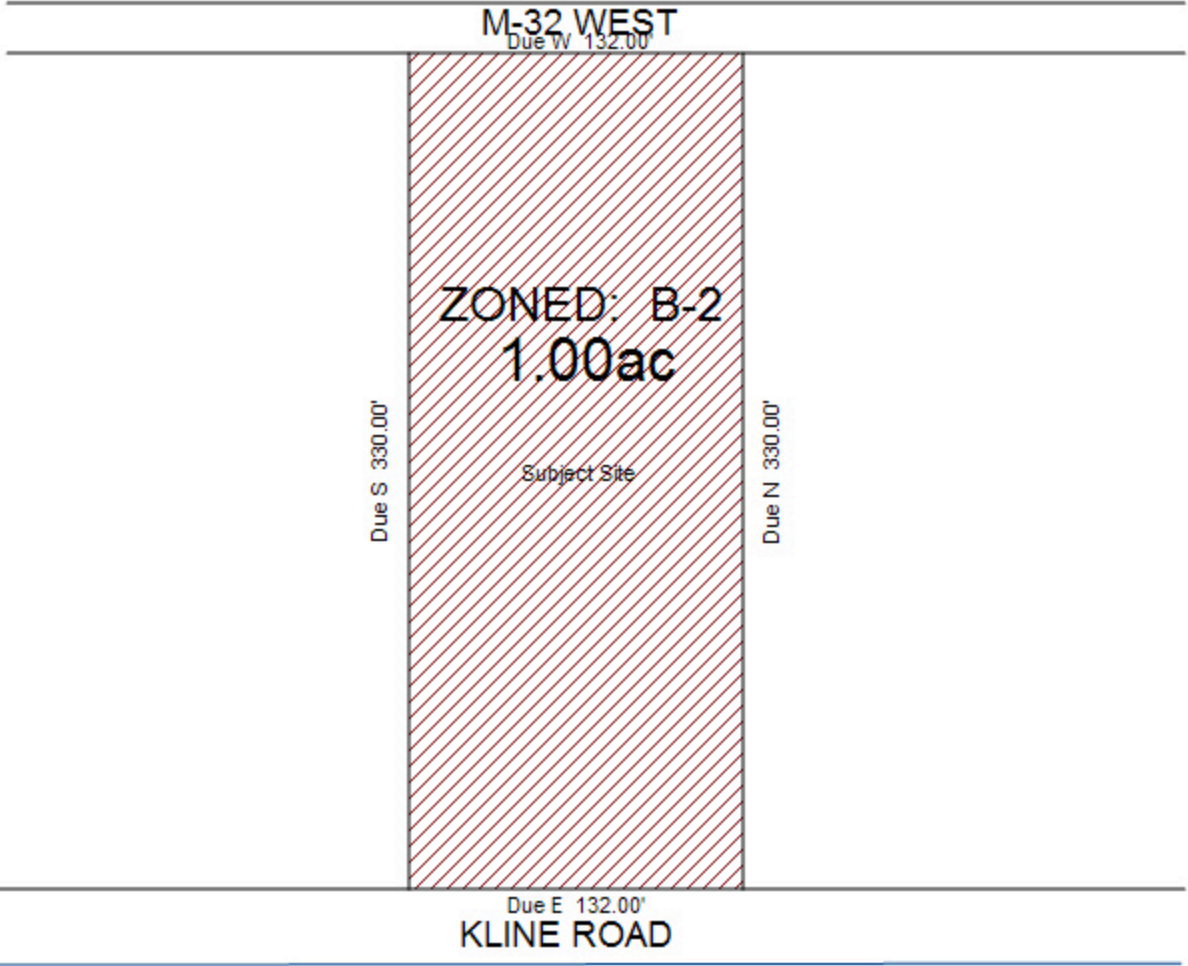 M-32 WEST
Due W 132.00'
ZONED: B-2
1.00ac
Due S 330.00'
Subject Site
Due N 330.00'
Due E 132.00'
KLINE ROAD